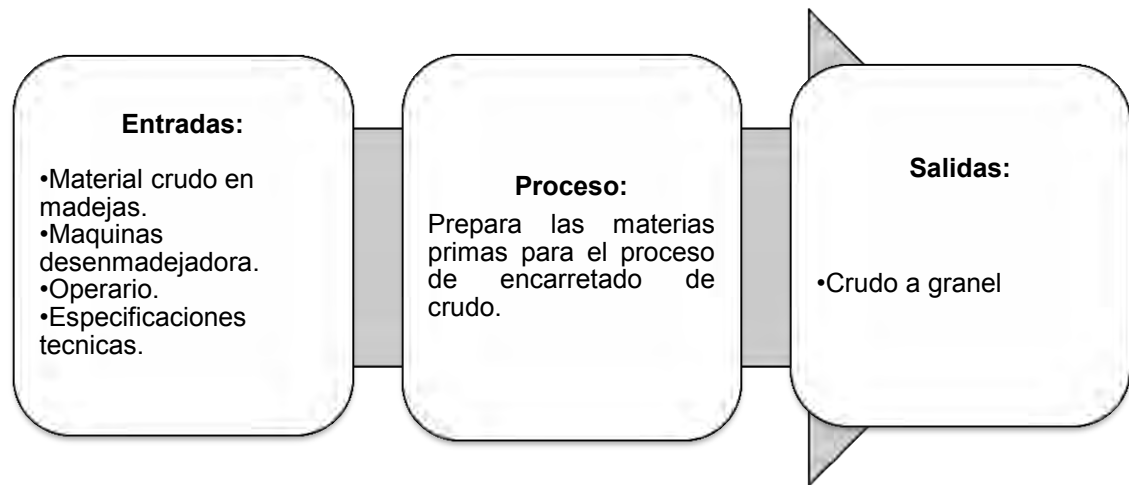 Entradas:
•Material crudo en
madejas.
•Maquinas
desenmadejadora.
•Operario.
•Especificaciones
tecnicas.
Proceso:
Prepara las materias
primas para el proceso
de encarretado de
crudo.
Salidas:
•Crudo a granel